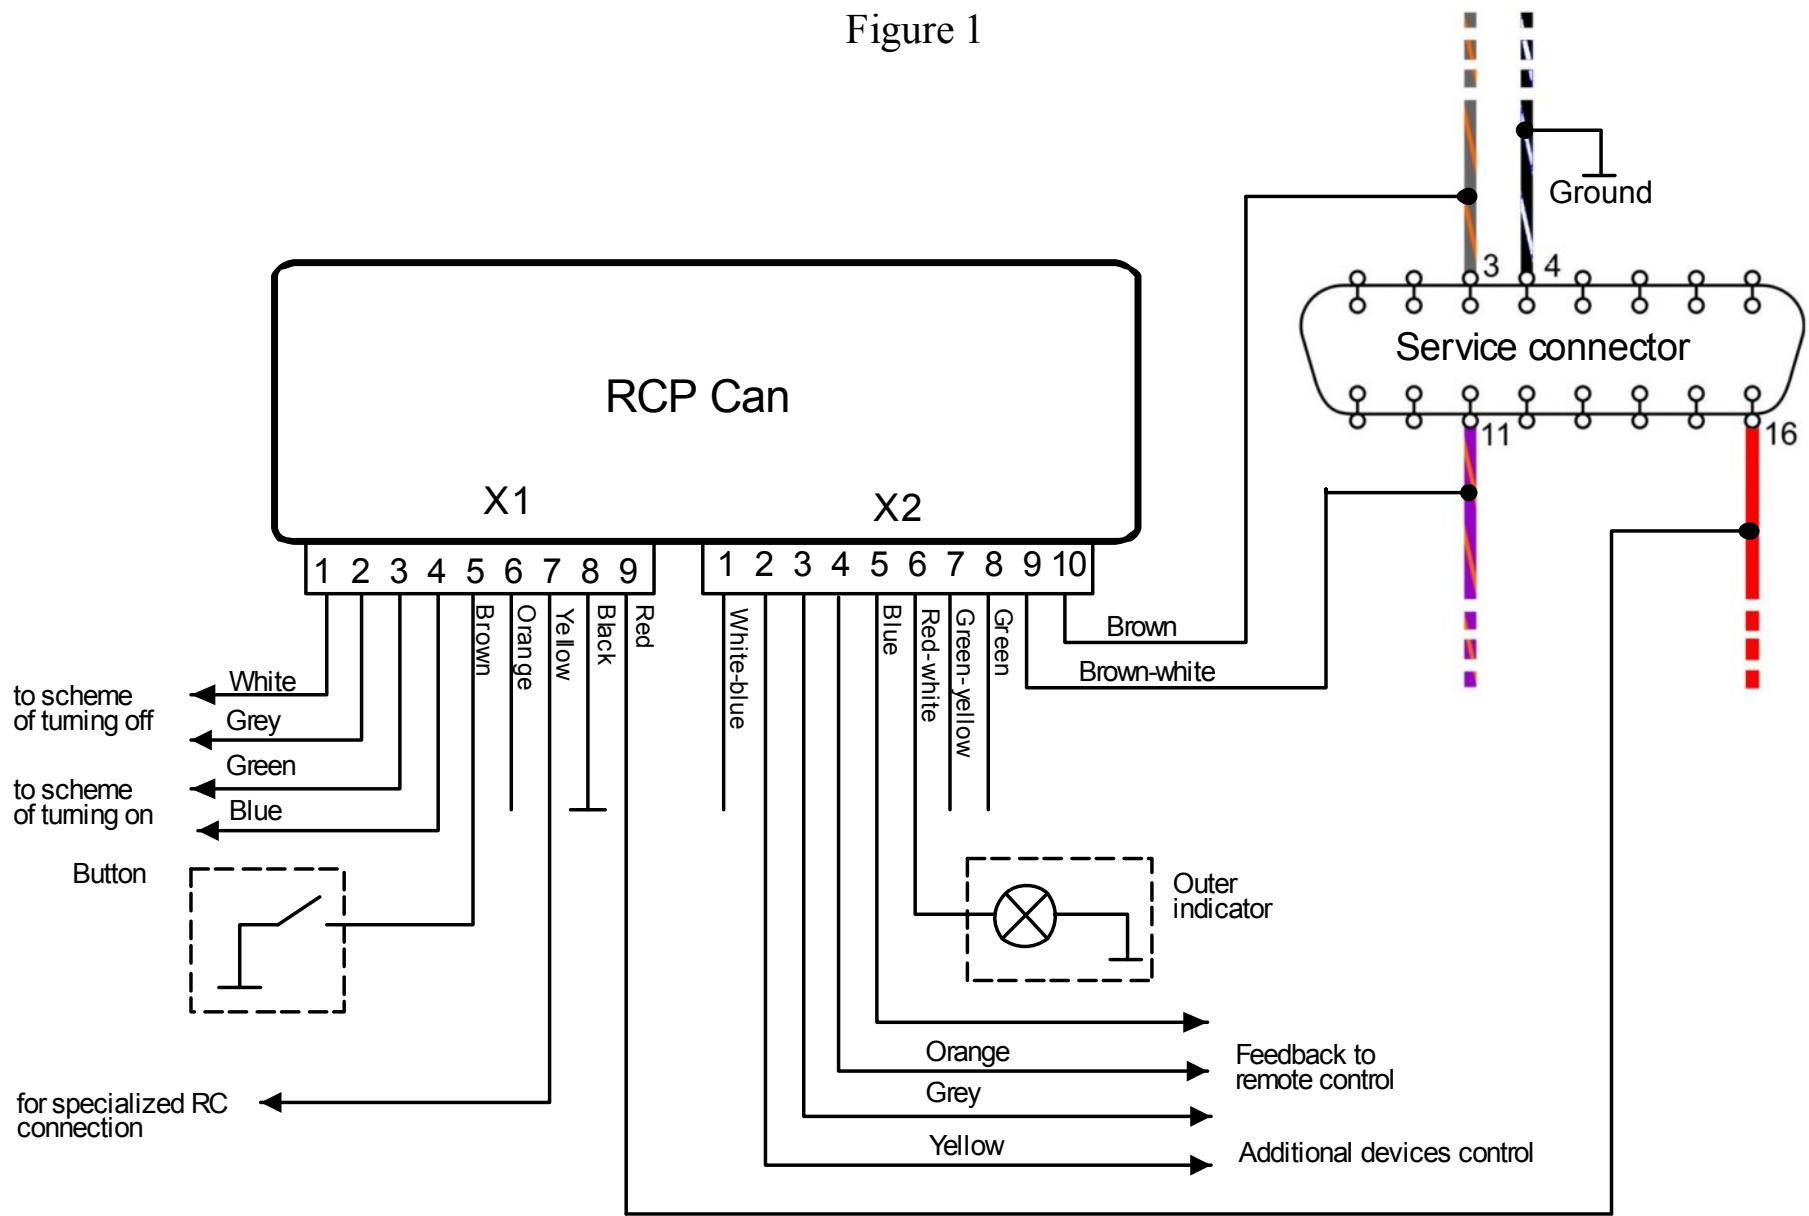 Figure 1
Ground
3
4
Service connector
11
16
RCP Can
X1
X2
1 2 3 4 5 6 7 8 9
1 2 3 4 5 6 7 8 9 10
Brown
Orange
Yellow
Black
Red
White-blue
Blue
Red-white
Green-yellow
Green
Brown
Brown-white
White
to scheme
of turning off
Grey
Green
to scheme
of turning on
Blue
Button
Outer
indicator
Orange
Feedback to
remote control
Grey
for specialized RC
connection
Yellow
Additional devices control